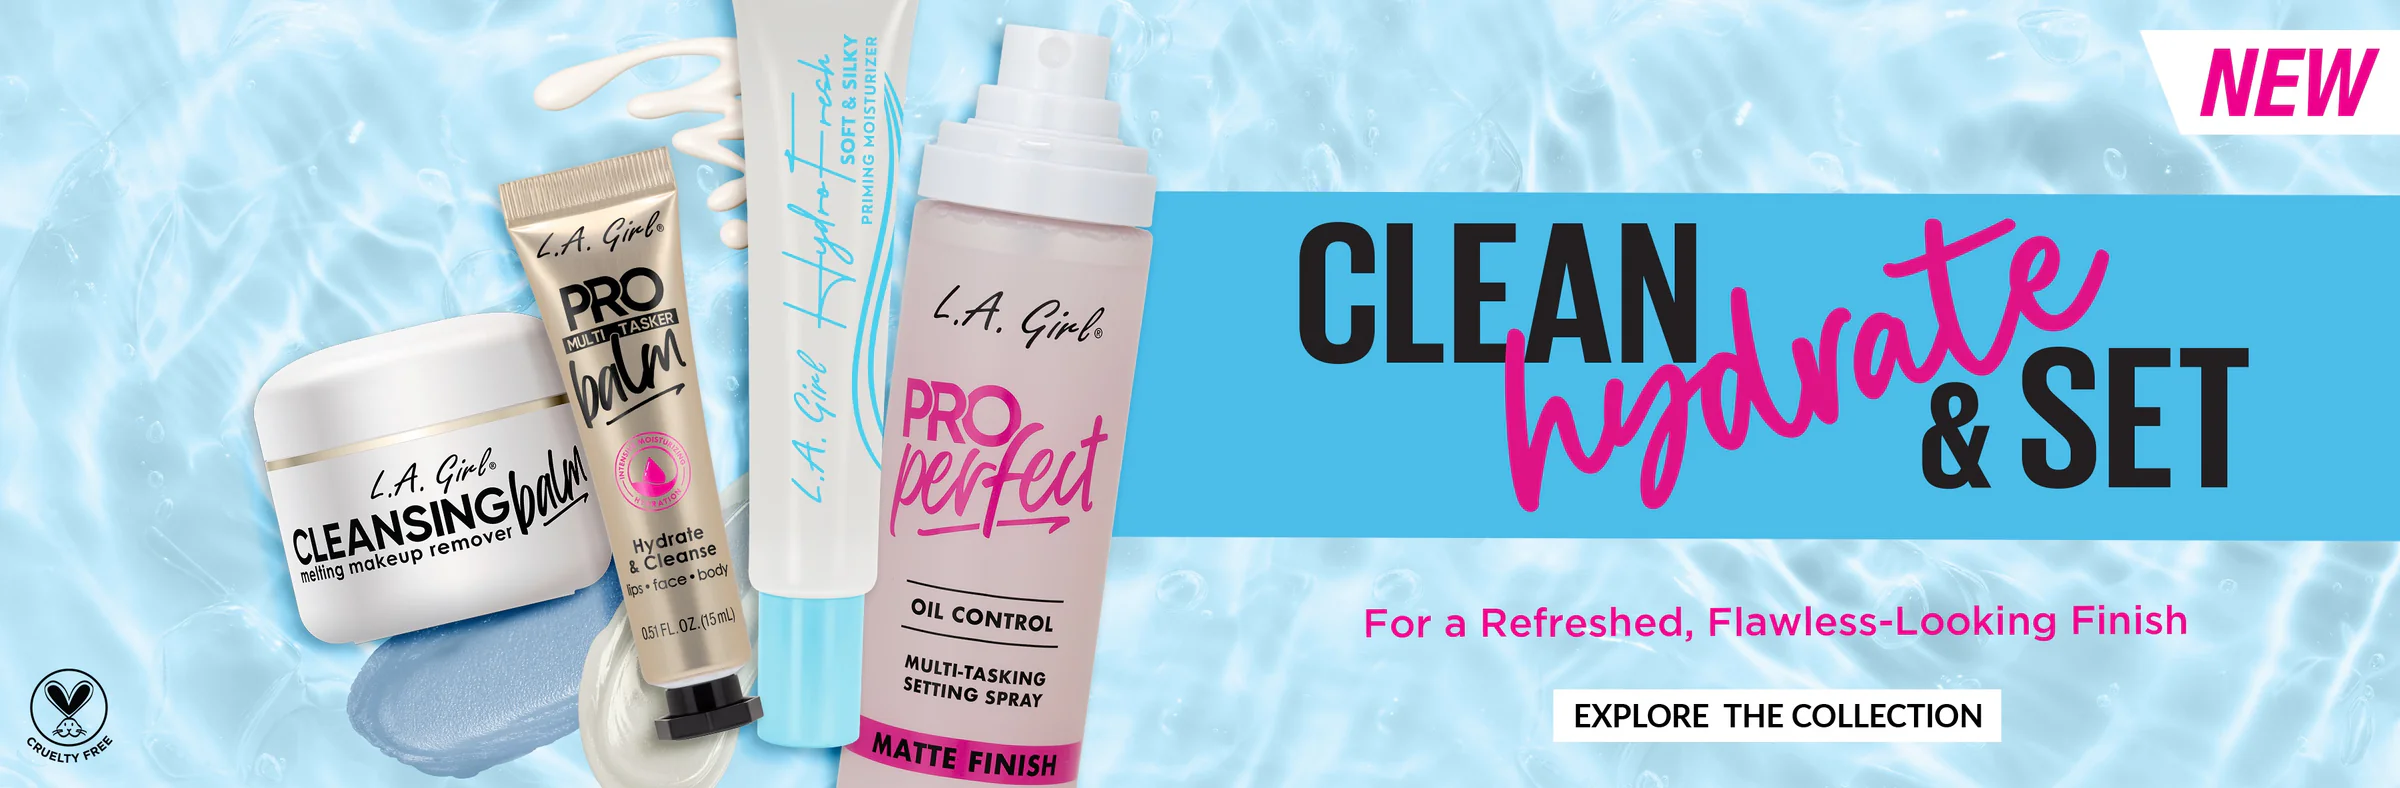 L.A. Girl®
CLEANSING balm
melting makeup remover
L.A. Girl®
PRO
MULTI-TASKER
balm
INTENSE MOISTURIZING
HYDRATION
Hydrate
& Cleanse
lips • face • body
0.51 FL. OZ. (15 mL)
L.A. Girl HydroFresh
SOFT & SILKY
PRIMING MOISTURIZER
L.A. Girl®
PRO
perfect
OIL CONTROL
MULTI-TASKING
SETTING SPRAY
MATTE FINISH
NEW
CLEAN
hydrate
& SET
For a Refreshed, Flawless-Looking Finish
EXPLORE THE COLLECTION
CRUELTY FREE